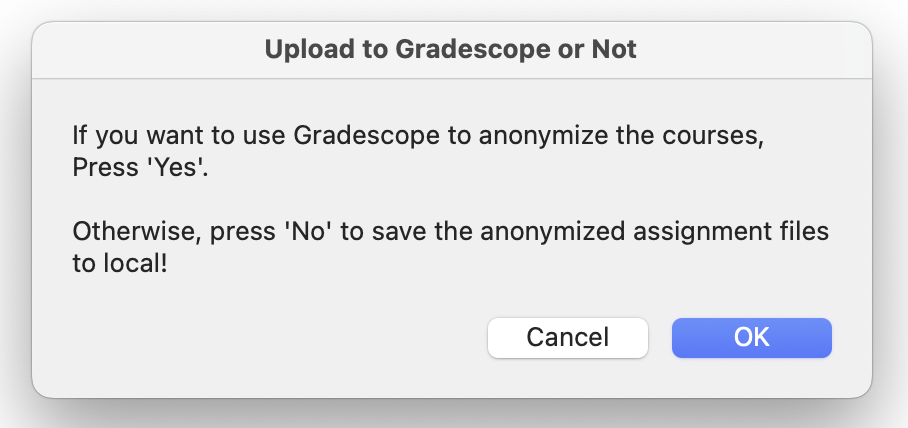 Upload to Gradescope or Not
If you want to use Gradescope to anonymize the courses,
Press 'Yes'.
Otherwise, press 'No' to save the anonymized assignment files
to local!
Cancel
OK